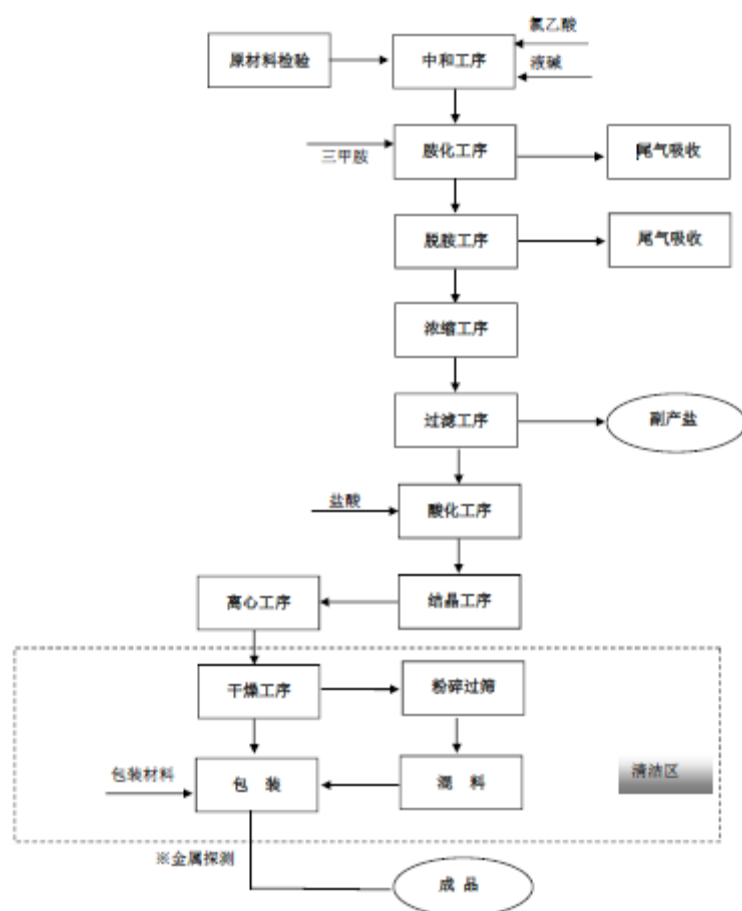 氯乙酸
原材料检验
中和工序
液碱
三甲胺
胺化工序
尾气吸收
脱胺工序
尾气吸收
浓缩工序
过滤工序
副产盐
盐酸
酸化工序
离心工序
结晶工序
干燥工序
粉碎过筛
包装材料
包 装
混 料
清洁区
※金属探测
成 品